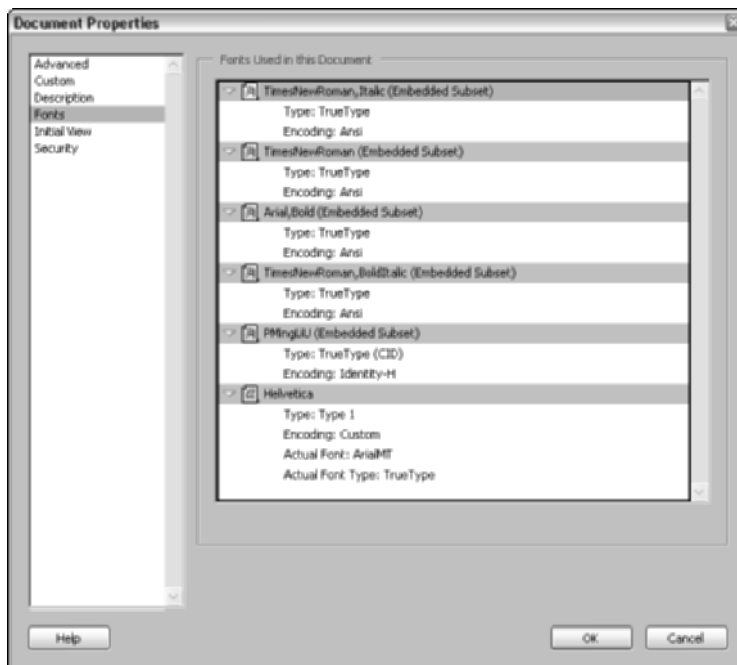 Document Properties
Advanced
Custom
Description
Fonts
Initial View
Security
Fonts Used in this Document
TimesNewRoman,Italic (Embedded Subset)
Type: TrueType
Encoding: Ansi
TimesNewRoman (Embedded Subset)
Type: TrueType
Encoding: Ansi
Arial,Bold (Embedded Subset)
Type: TrueType
Encoding: Ansi
TimesNewRoman,BoldItalic (Embedded Subset)
Type: TrueType
Encoding: Ansi
PMingLiU (Embedded Subset)
Type: TrueType (CID)
Encoding: Identity-H
Helvetica
Type: Type 1
Encoding: Custom
Actual Font: ArialMT
Actual Font Type: TrueType
Help
OK
Cancel